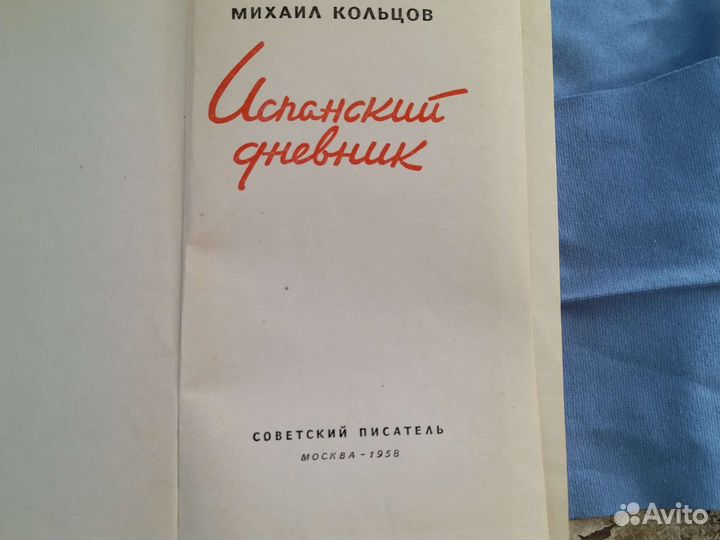 МИХАИЛ КОЛЬЦОВ
Испанский
дневник
СОВЕТСКИЙ ПИСАТЕЛЬ
МОСКВА - 1958
Avito